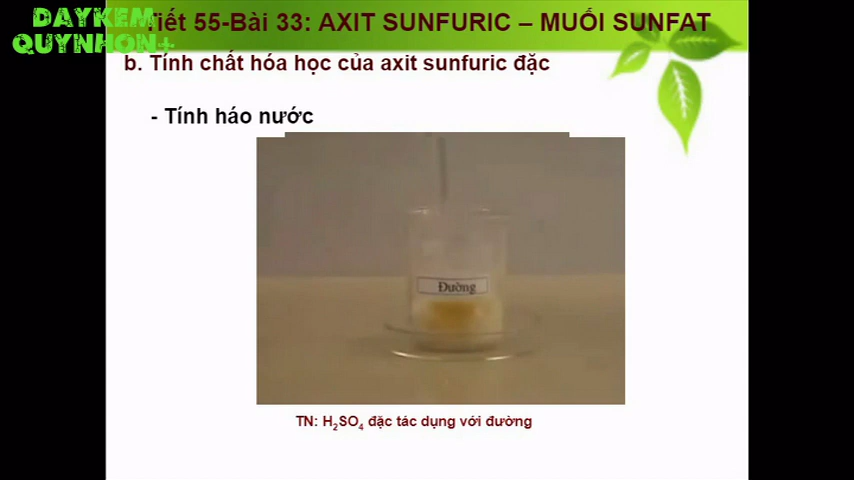 DAYKEM
QUYNHON+
Tiết 55-Bài 33: AXIT SUNFURIC – MUỐI SUNFAT
b. Tính chất hóa học của axit sunfuric đặc
- Tính háo nước
Đường
TN: H₂SO₄ đặc tác dụng với đường